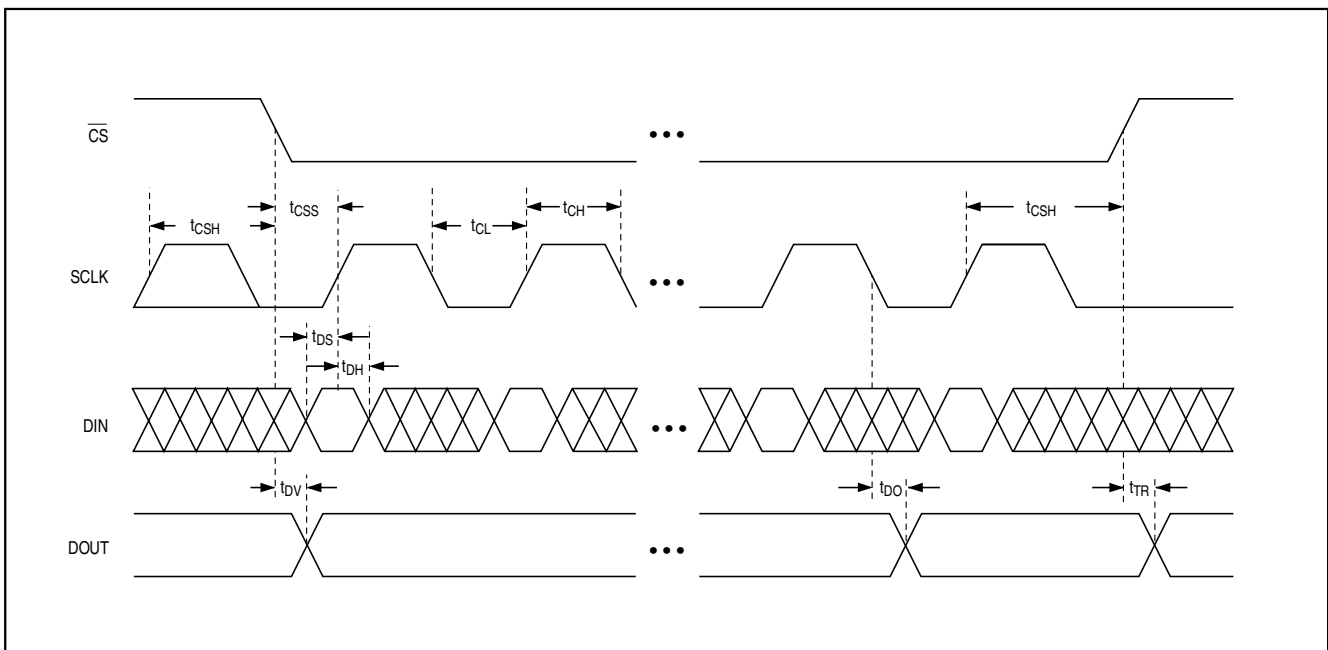 CS
tCSS
tCSH
tCL
tCH
tCSH
SCLK
tDS
tDH
DIN
tDV
tDO
tTR
DOUT